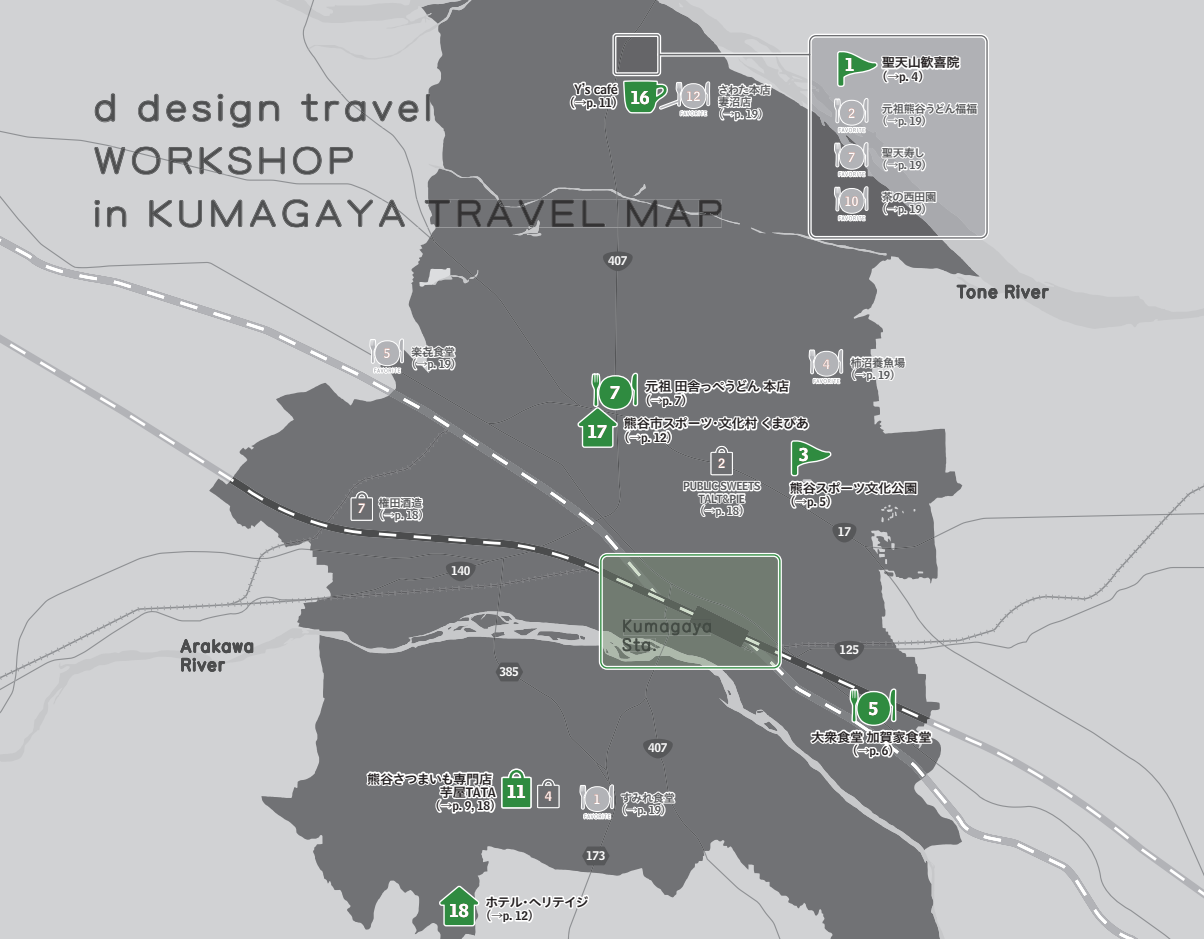 d design travel
WORKSHOP
in KUMAGAYA TRAVEL MAP
Y's café
(→p. 11)
16
12
FAVORITE
さわた本店
妻沼店
(→p. 19)
1
聖天山歓喜院
(→p. 4)
2
FAVORITE
元祖熊谷うどん福福
(→p. 19)
7
FAVORITE
聖天寿し
(→p. 19)
10
FAVORITE
茶の西田園
(→p. 19)
407
Tone River
5
FAVORITE
楽㐂食堂
(→p. 19)
4
FAVORITE
柿沼養魚場
(→p. 19)
7
元祖 田舎っぺうどん 本店
(→p. 7)
17
熊谷市スポーツ・文化村 くまぴあ
(→p. 12)
2
PUBLIC SWEETS
TALT&PIE
(→p. 18)
3
熊谷スポーツ文化公園
(→p. 5)
7
権田酒造
(→p. 18)
17
140
Kumagaya
Sta.
Arakawa
River
125
385
5
大衆食堂 加賀家食堂
(→p. 6)
407
熊谷さつまいも専門店
芋屋TATA
(→p. 9, 18)
11
4
1
FAVORITE
すみれ食堂
(→p. 19)
173
18
ホテル・ヘリテイジ
(→p. 12)